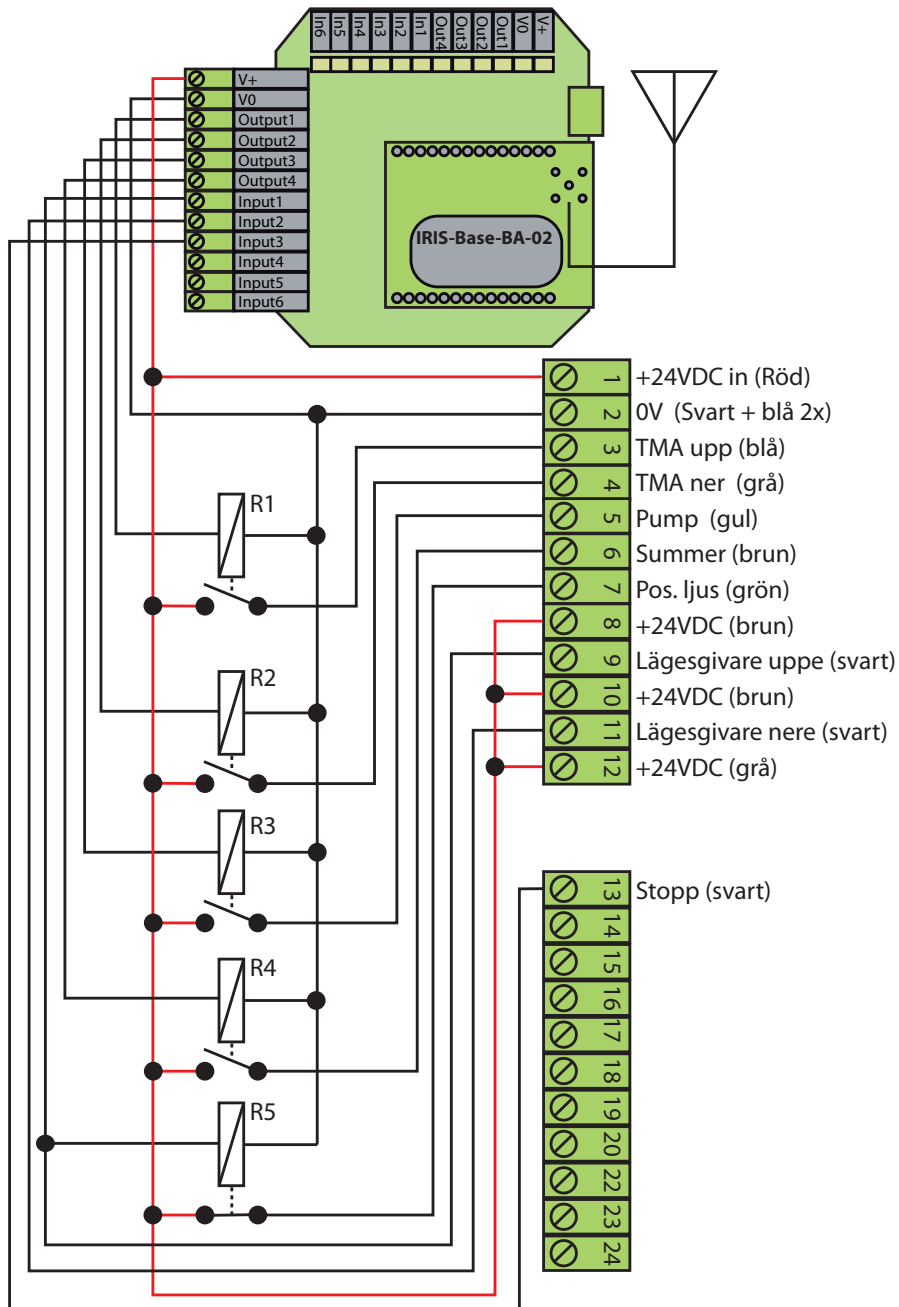 In6
In5
In4
In3
In2
In1
Out4
Out3
Out2
Out1
V0
V+
V+
V0
Output1
Output2
Output3
Output4
Input1
Input2
Input3
Input4
Input5
Input6
IRIS-Base-BA-02
1 +24VDC in (Röd)
2 0V (Svart + blå 2x)
3 TMA upp (blå)
4 TMA ner (grå)
5 Pump (gul)
6 Summer (brun)
7 Pos. ljus (grön)
8 +24VDC (brun)
9 Lägesgivare uppe (svart)
10 +24VDC (brun)
11 Lägesgivare nere (svart)
12 +24VDC (grå)
R1
R2
R3
R4
R5
13 Stopp (svart)
14
15
16
17
18
19
20
22
23
24